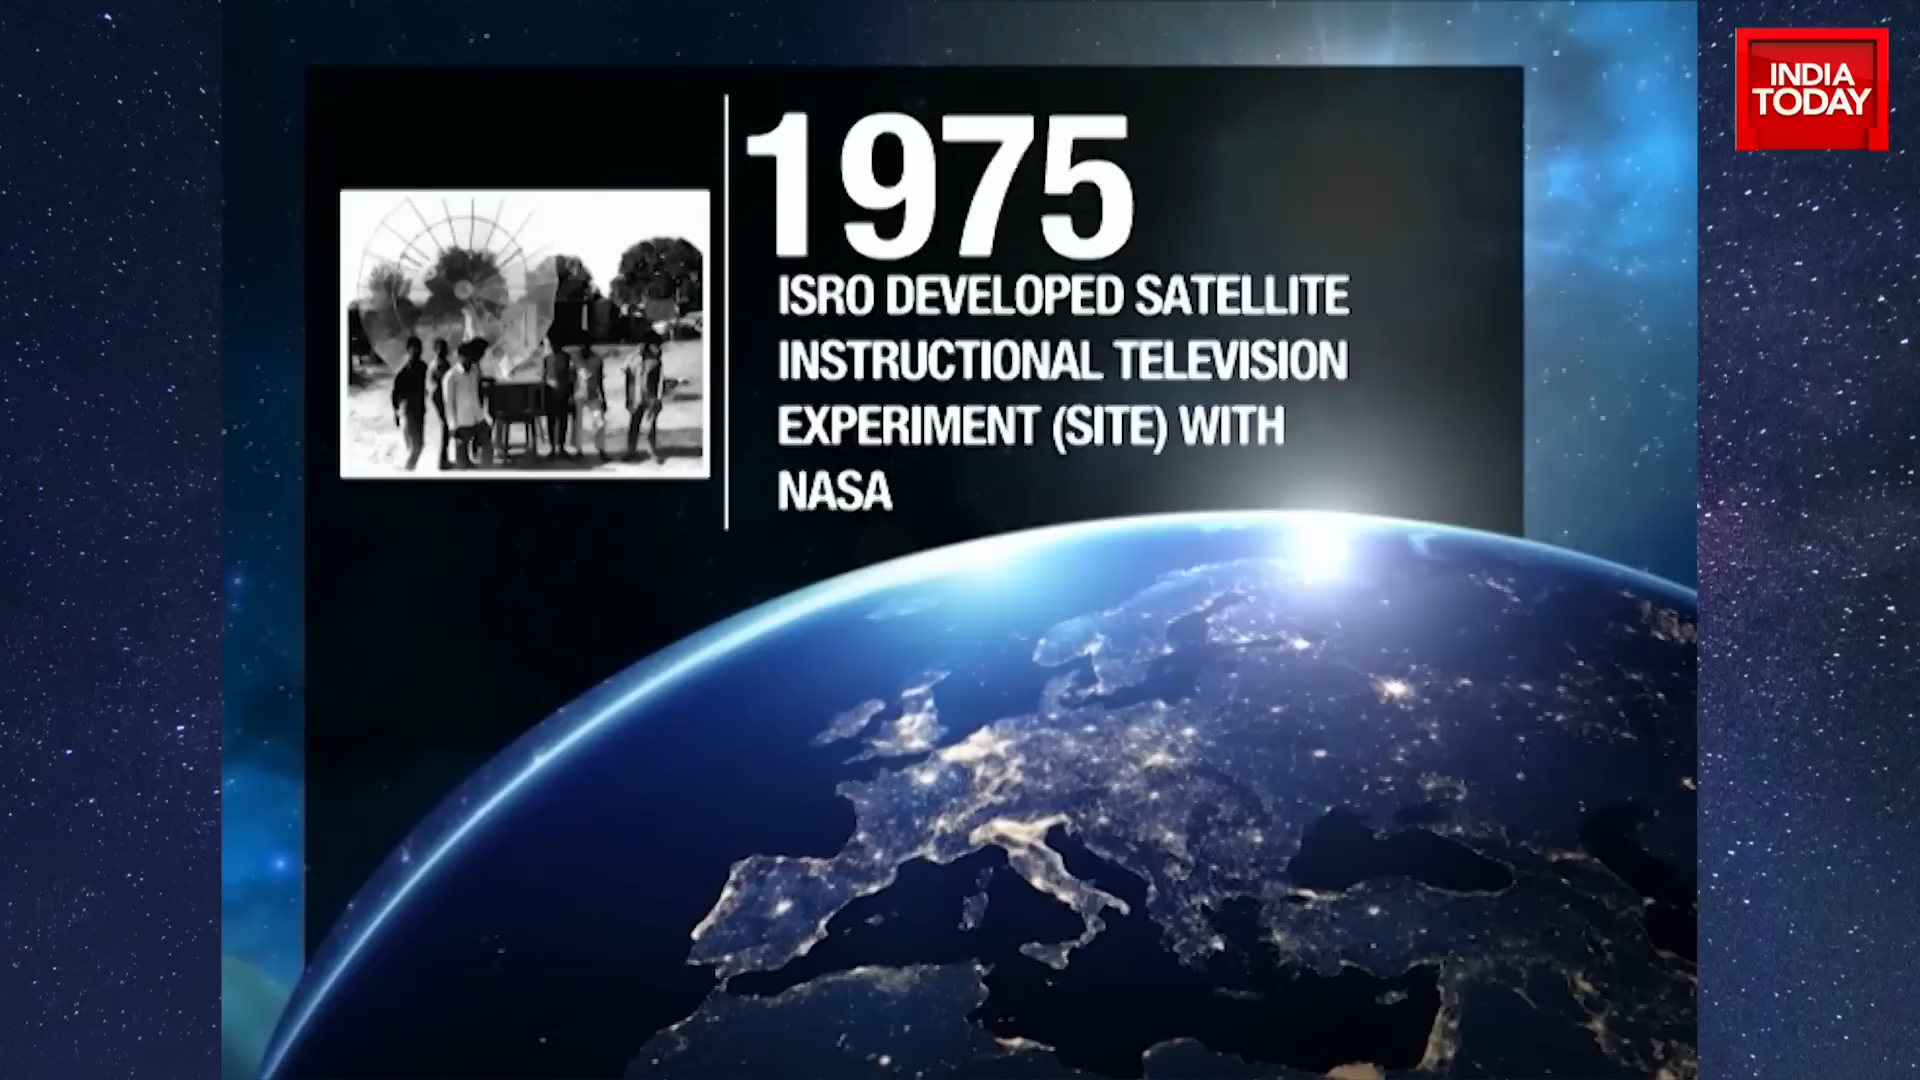 1975
ISRO DEVELOPED SATELLITE
INSTRUCTIONAL TELEVISION
EXPERIMENT (SITE) WITH
NASA
INDIA
TODAY